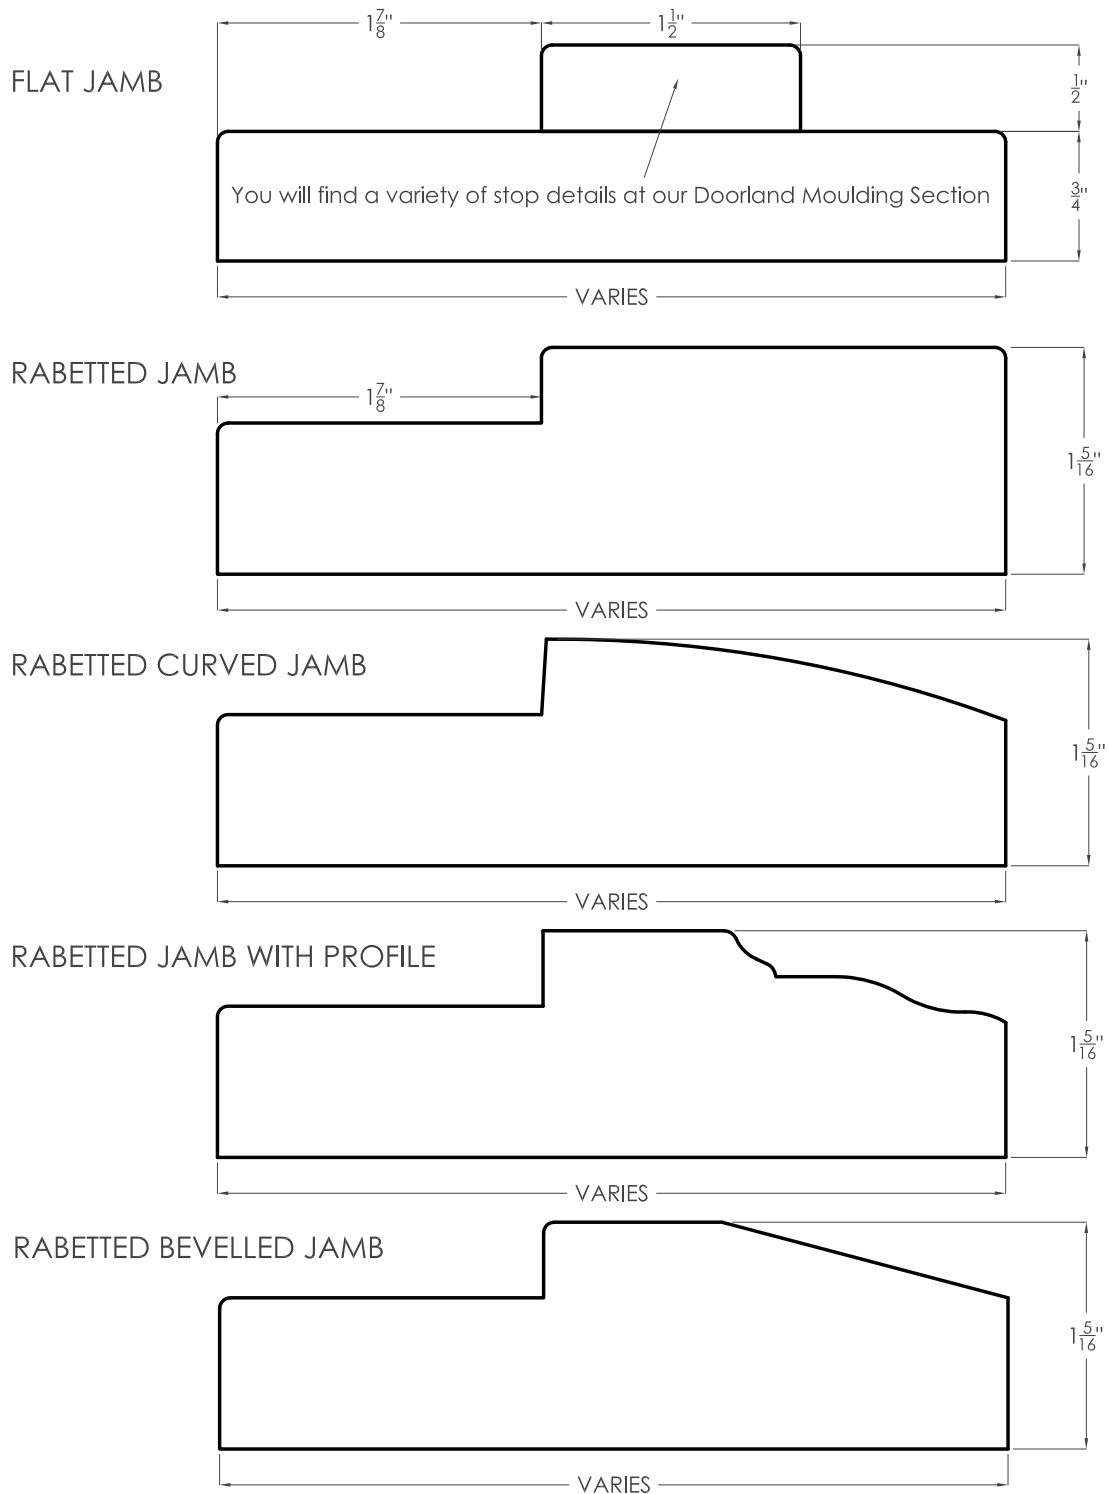 1 7/8" 1 1/2"
FLAT JAMB
1/2"
You will find a variety of stop details at our Doorland Moulding Section
3/4"
VARIES
RABETTED JAMB
1 7/8"
1 5/16"
VARIES
RABETTED CURVED JAMB
1 5/16"
VARIES
RABETTED JAMB WITH PROFILE
1 5/16"
VARIES
RABETTED BEVELLED JAMB
1 5/16"
VARIES